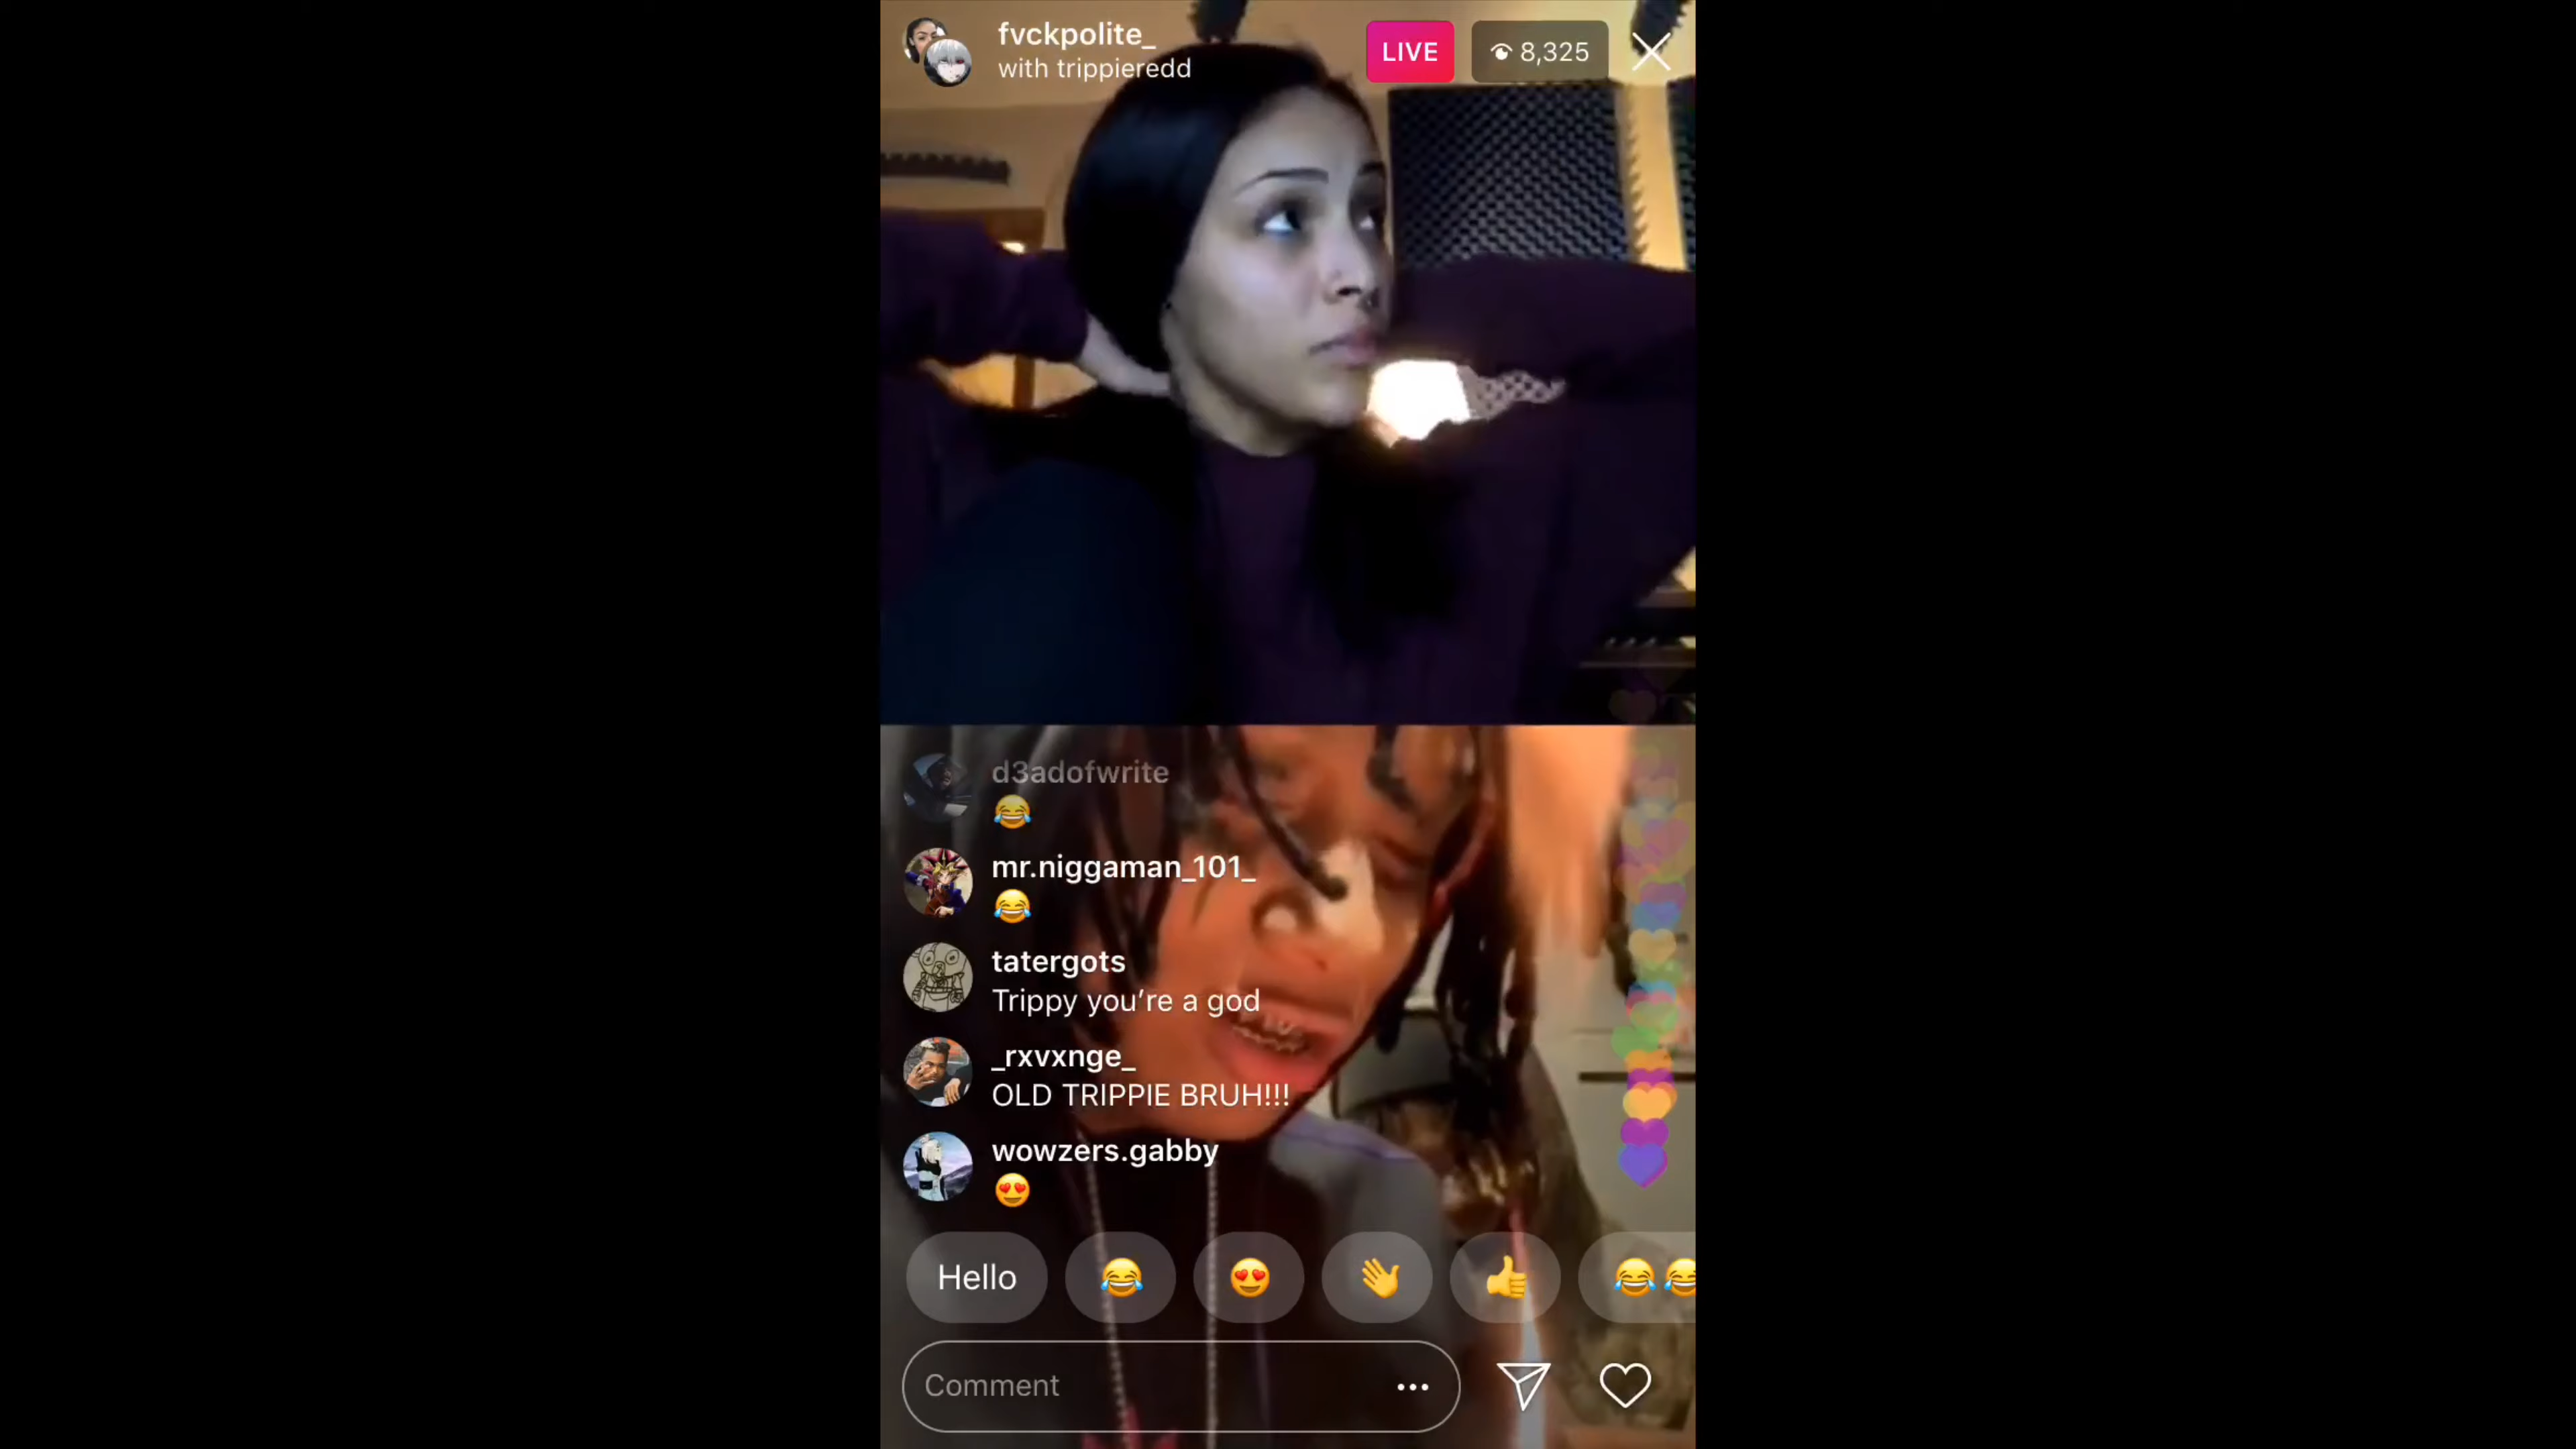 fvckpolite_
with trippieredd
LIVE
8,325
d3adofwrite
😂
mr.niggaman_101_
😂
tatergots
Trippy you’re a god
_rxvxnge_
OLD TRIPPIE BRUH!!!
wowzers.gabby
😍
Hello 😂 😍 👋 👍 😂😂
Comment